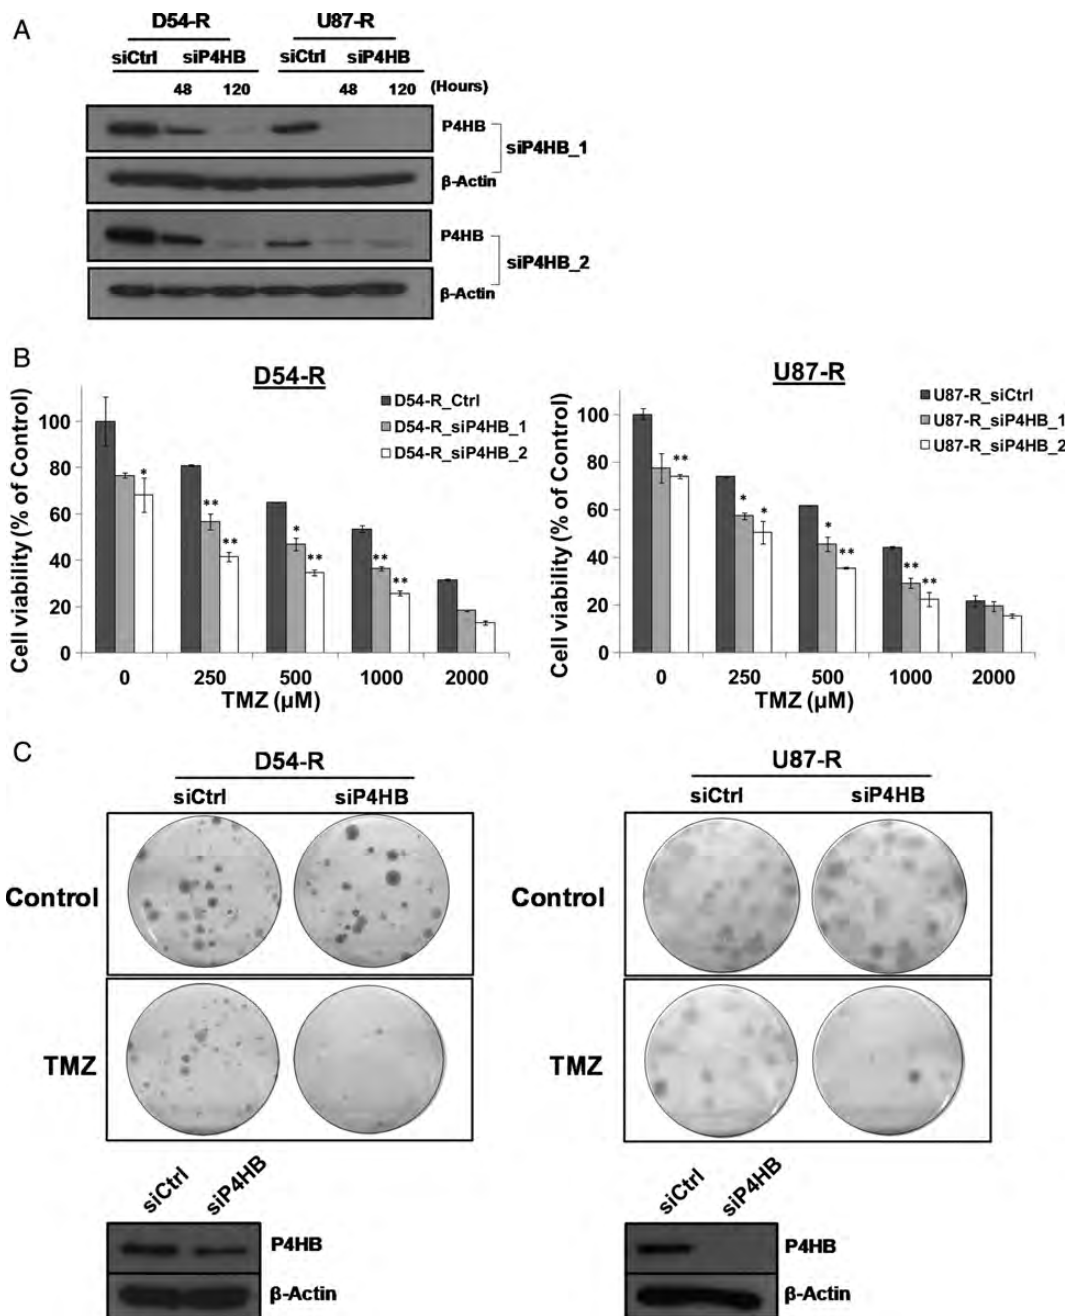 A
D54-R U87-R
siCtrl siP4HB siCtrl siP4HB
48 120 48 120 (Hours)
P4HB
siP4HB_1
β-Actin
P4HB
siP4HB_2
β-Actin
B
D54-R
D54-R_Ctrl
D54-R_siP4HB_1
D54-R_siP4HB_2
Cell viability (% of Control)
100
80
60
40
20
0
*
**
**
*
**
**
**
0 250 500 1000 2000
TMZ (μM)
U87-R
U87-R_siCtrl
U87-R_siP4HB_1
U87-R_siP4HB_2
Cell viability (% of Control)
100
80
60
40
20
0
**
*
*
*
**
**
**
0 250 500 1000 2000
TMZ (μM)
C
D54-R
siCtrl siP4HB
Control
TMZ
siCtrl siP4HB
P4HB
β-Actin
U87-R
siCtrl siP4HB
Control
TMZ
siCtrl siP4HB
P4HB
β-Actin